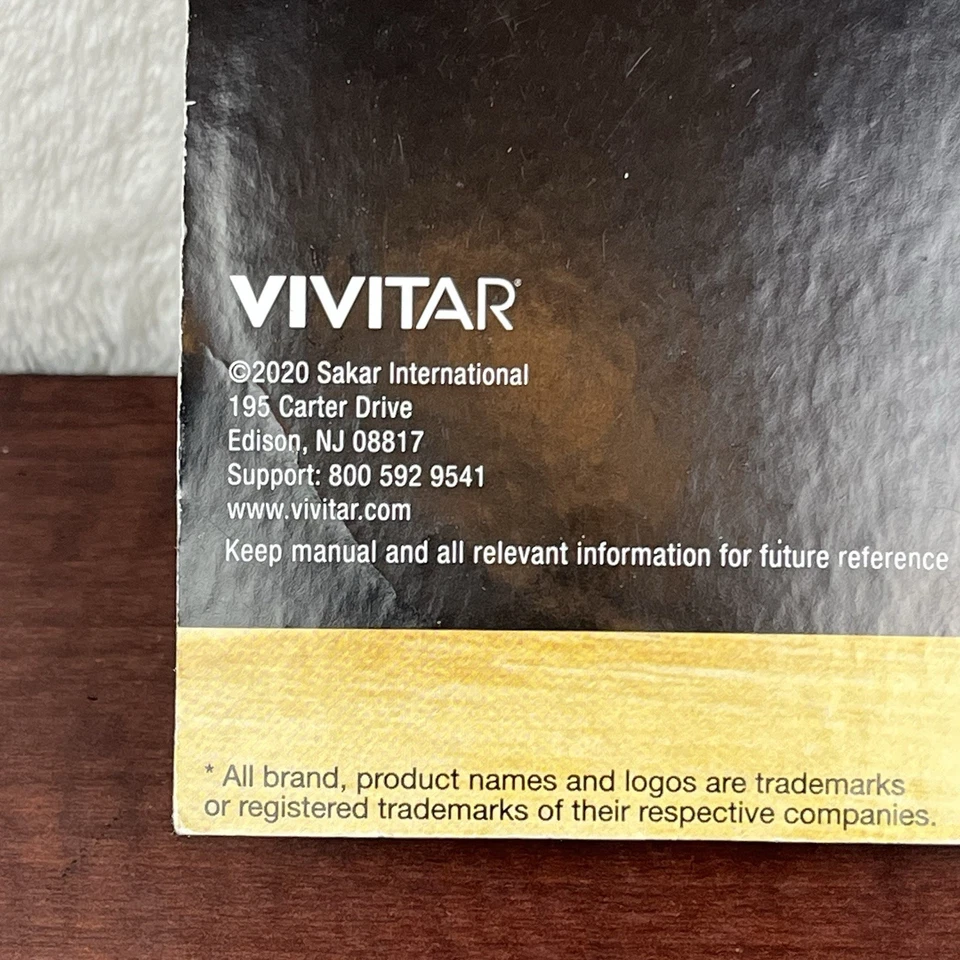 VIVITAR®
©2020 Sakar International
195 Carter Drive
Edison, NJ 08817
Support: 800 592 9541
www.vivitar.com
Keep manual and all relevant information for future reference
* All brand, product names and logos are trademarks
or registered trademarks of their respective companies.